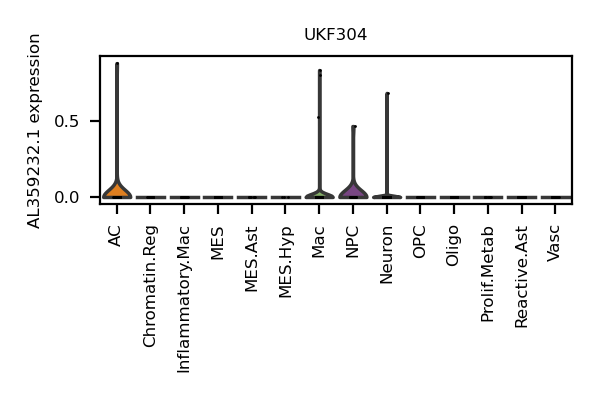 UKF304
AL359232.1 expression
0.5
0.0
AC
Chromatin.Reg
Inflammatory.Mac
MES
MES.Ast
MES.Hyp
Mac
NPC
Neuron
OPC
Oligo
Prolif.Metab
Reactive.Ast
Vasc